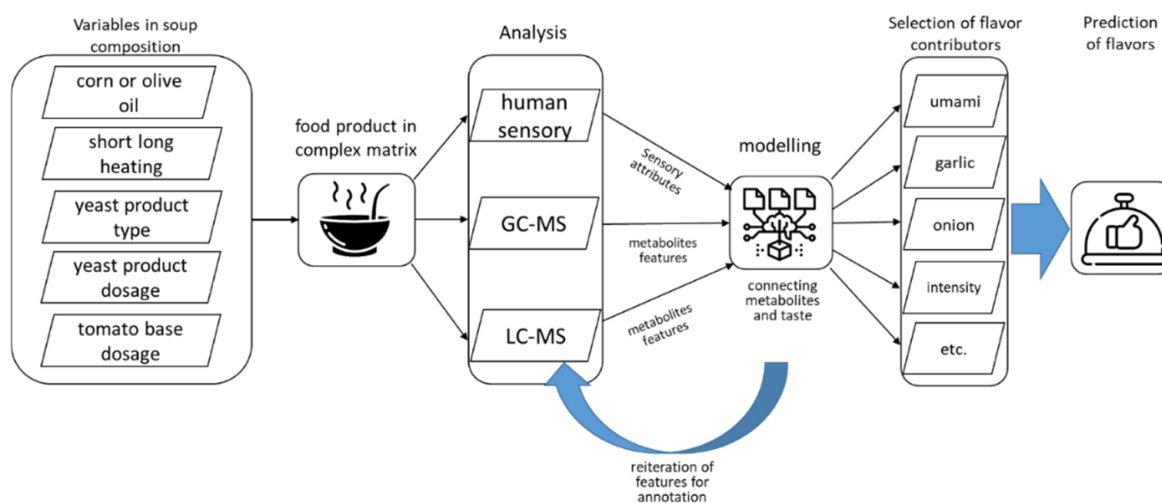 Variables in soup
composition
corn or olive
oil
short long
heating
yeast product
type
yeast product
dosage
tomato base
dosage
food product in
complex matrix
Analysis
human
sensory
GC-MS
LC-MS
Sensory
attributes
metabolites
features
metabolites
features
modelling
connecting
metabolites
and taste
reiteration of
features for
annotation
Selection of flavor
contributors
umami
garlic
onion
intensity
etc.
Prediction
of flavors